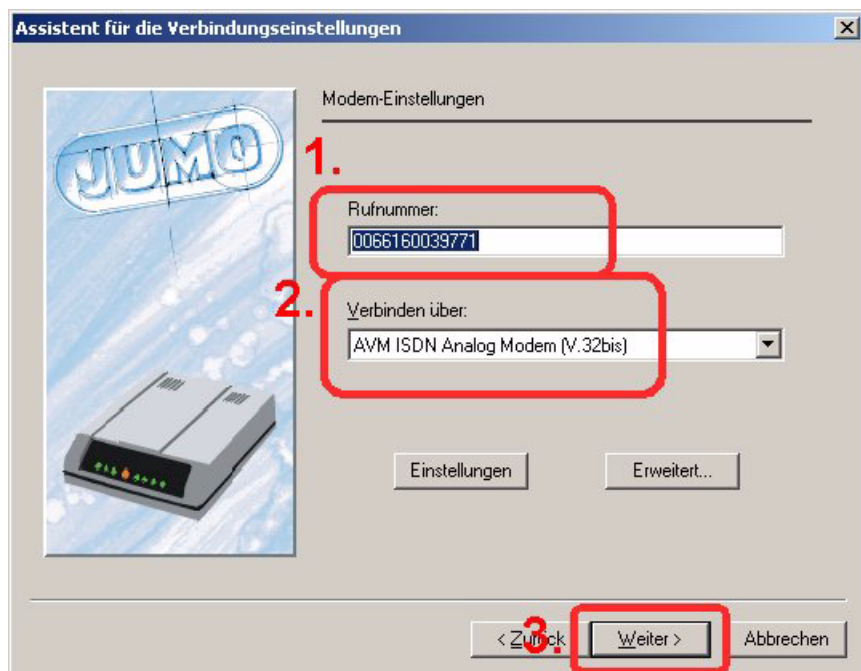 Assistent für die Verbindungseinstellungen
JUMO
Modem-Einstellungen
1.
Rufnummer:
0066160039771
2.
Verbinden über:
AVM ISDN Analog Modem (V.32bis)
Einstellungen
Erweitert...
< Zurück
3.
Weiter >
Abbrechen